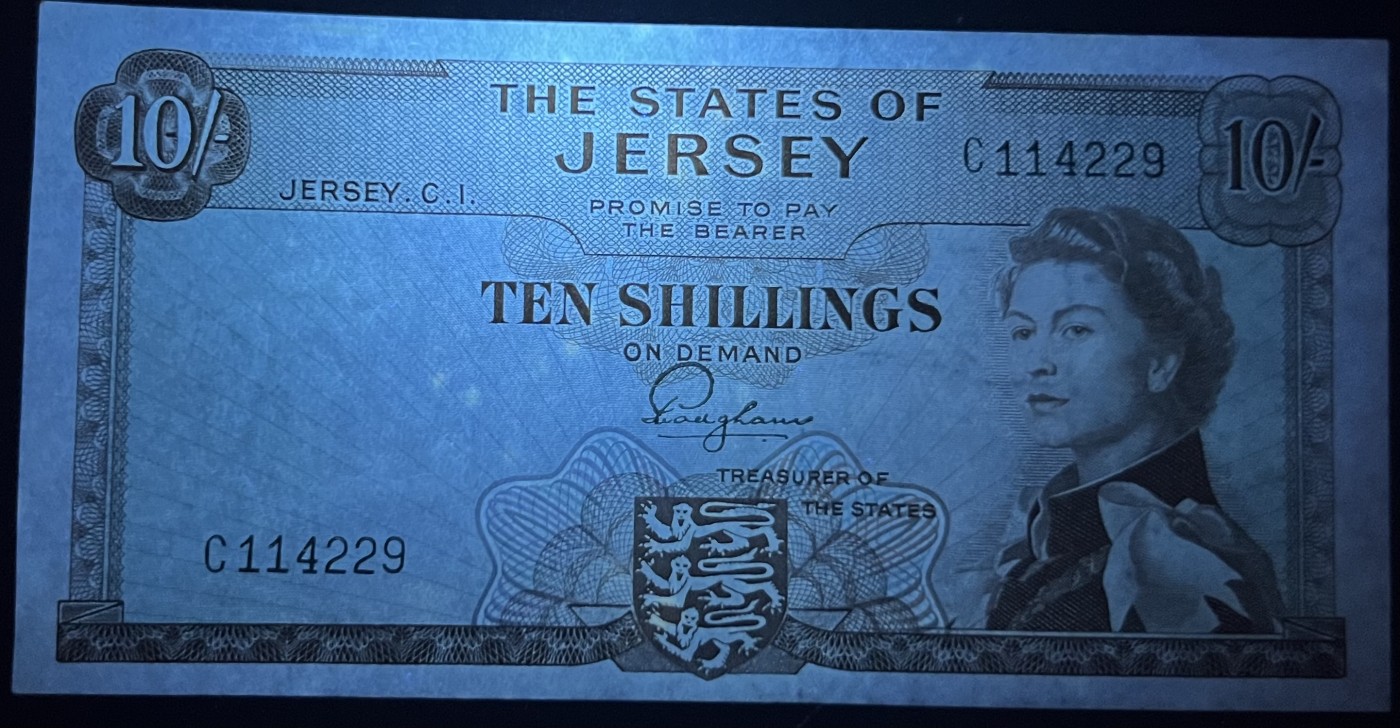 10/-
THE STATES OF
JERSEY
C114229
10/-
JERSEY. C. I.
PROMISE TO PAY
THE BEARER
TEN SHILLINGS
ON DEMAND
TREASURER OF
THE STATES
C114229